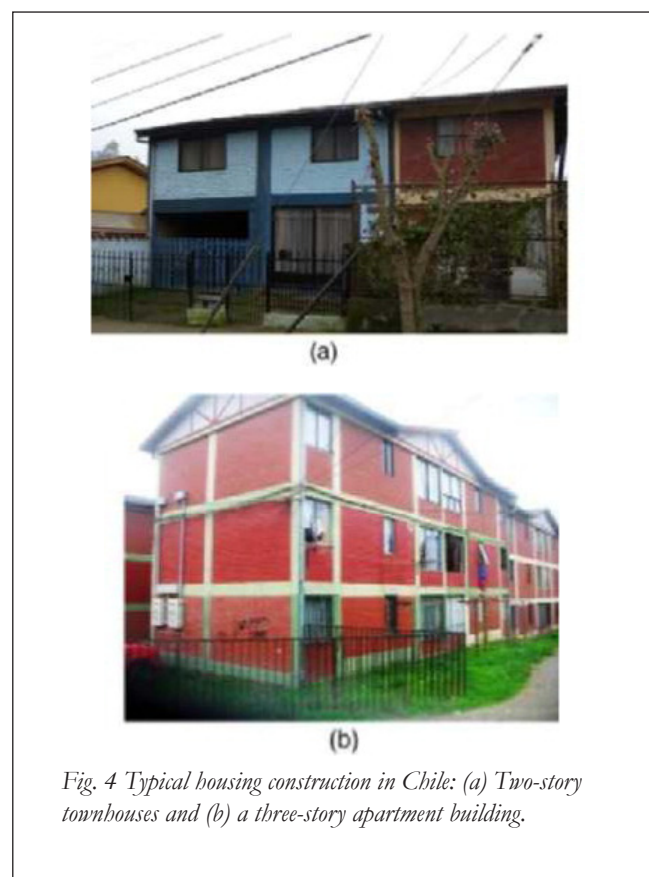 (a)
(b)
Fig. 4 Typical housing construction in Chile: (a) Two-story
townhouses and (b) a three-story apartment building.